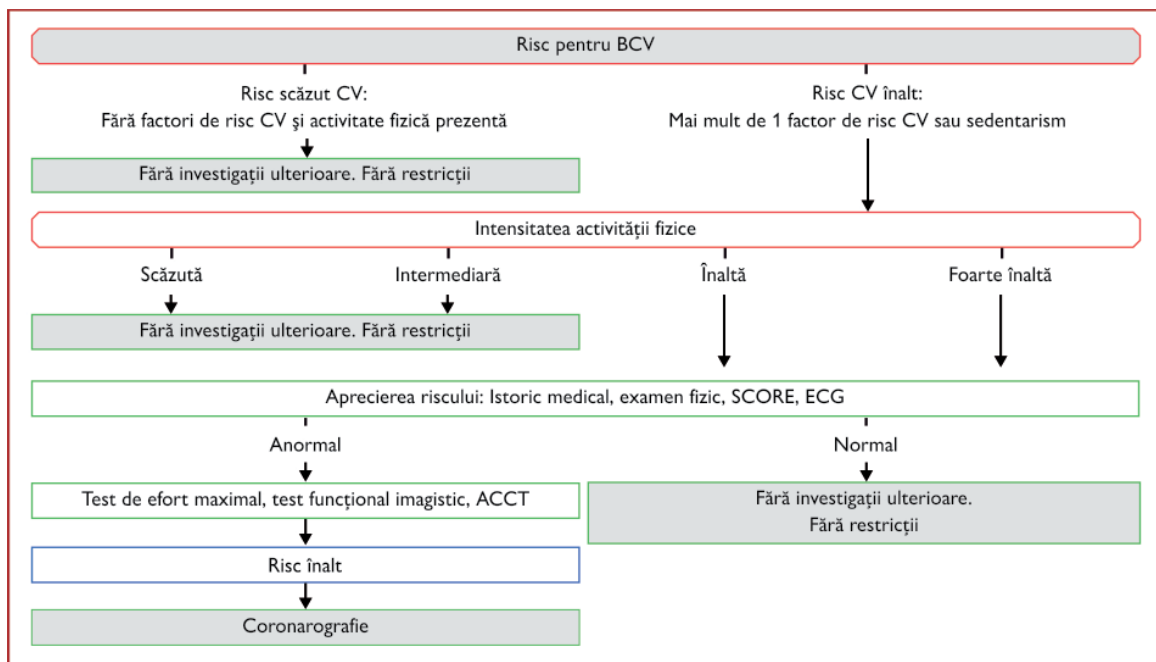 Risc pentru BCV
Risc scăzut CV:
Fără factori de risc CV și activitate fizică prezentă
Risc CV înalt:
Mai mult de 1 factor de risc CV sau sedentarism
Fără investigații ulterioare. Fără restricții
Intensitatea activității fizice
Scăzută
Intermediară
Înaltă
Foarte înaltă
Fără investigații ulterioare. Fără restricții
Aprecierea riscului: Istoric medical, examen fizic, SCORE, ECG
Anormal
Normal
Test de efort maximal, test funcțional imagistic, ACCT
Fără investigații ulterioare.
Fără restricții
Risc înalt
Coronarografie